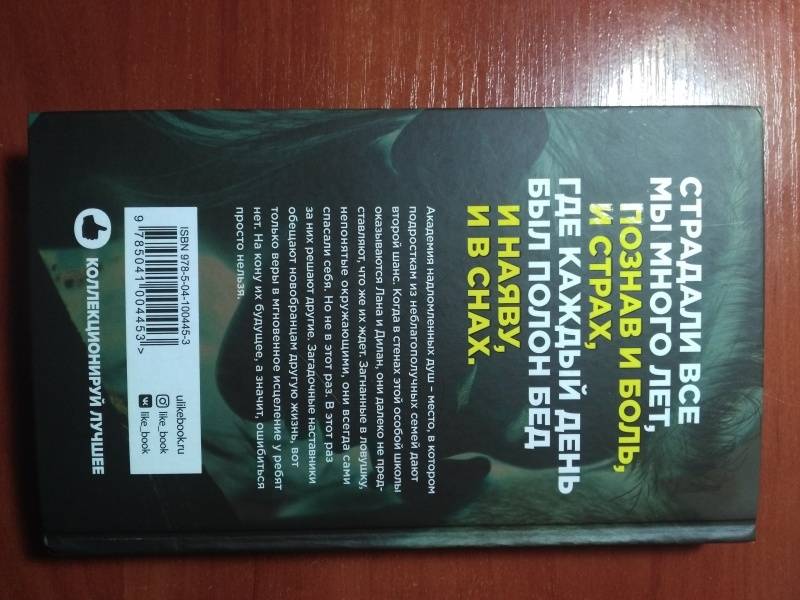 СТРАДАЛИ ВСЕ
МЫ МНОГО ЛЕТ,
ПОЗНАВ И БОЛЬ,
И СТРАХ,
ГДЕ КАЖДЫЙ ДЕНЬ
БЫЛ ПОЛОН БЕД
И НАЯВУ,
И В СНАХ.
Академия надломленных душ – место, в котором
подросткам из неблагополучных семей дают
второй шанс. Когда в стенах этой особой школы
оказываются Лана и Дилан, они далеко не пред-
ставляют, что же их ждет. Загнанные в ловушку,
непонятые окружающими, они всегда сами
спасали себя. Но не в этот раз. В этот раз
за них решают другие. Загадочные наставники
обещают новобранцам другую жизнь, вот
только веры в мгновенное исцеление у ребят
нет. На кону их будущее, а значит, ошибиться
просто нельзя.
ISBN 978-5-04-100445-3
9 785041 004453 >
ulikebook.ru
like_book
like_book
КОЛЛЕКЦИОНИРУЙ ЛУЧШЕЕ